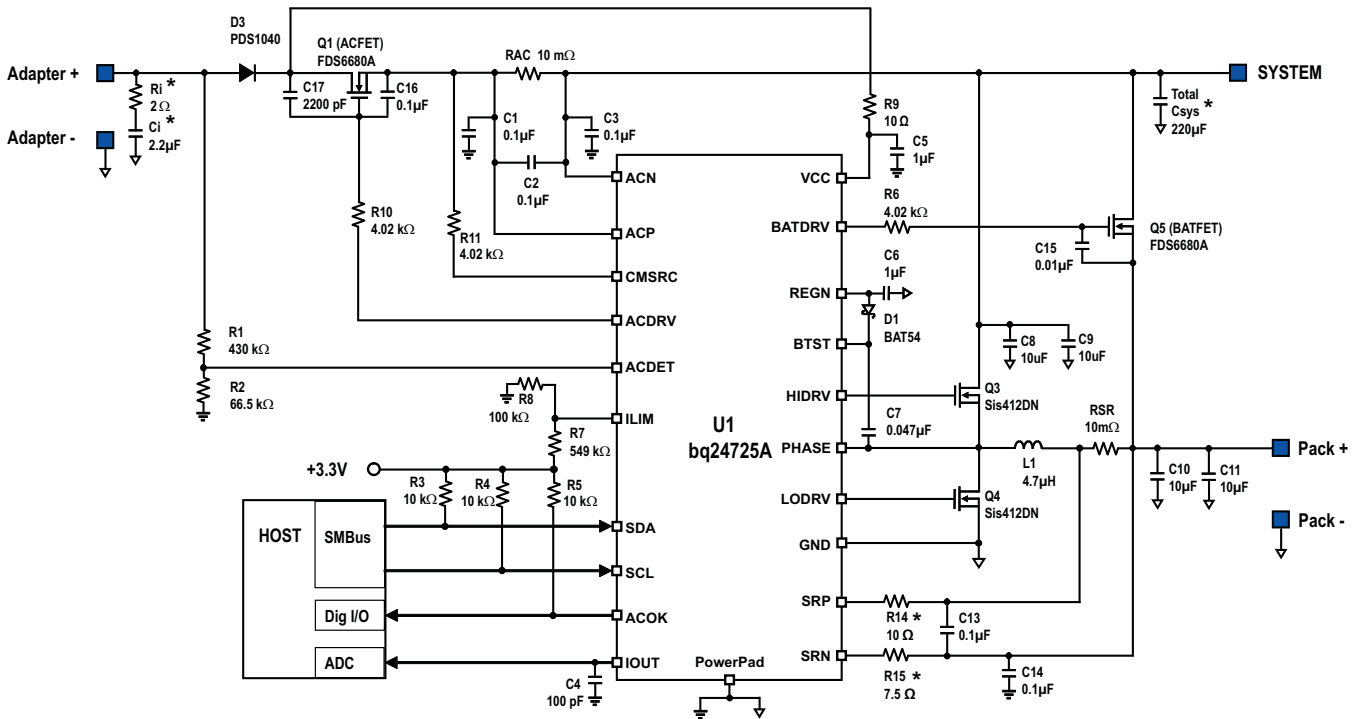 D3
PDS1040
Q1 (ACFET)
FDS6680A
RAC 10 mΩ
Adapter +
Ri *
2 Ω
Ci *
2.2µF
Adapter -
C17
2200 pF
C16
0.1µF
C1
0.1µF
C3
0.1µF
C2
0.1µF
R9
10 Ω
C5
1µF
Total
Csys *
220µF
SYSTEM
R10
4.02 kΩ
R11
4.02 kΩ
R1
430 kΩ
R2
66.5 kΩ
R8
100 kΩ
R7
549 kΩ
+3.3V
R3
10 kΩ
R4
10 kΩ
R5
10 kΩ
HOST
SMBus
Dig I/O
ADC
C4
100 pF
ACN
ACP
CMSRC
ACDRV
ACDET
ILIM
SDA
SCL
ACOK
IOUT
U1
bq24725A
PowerPad
VCC
BATDRV
REGN
BTST
HIDRV
PHASE
LODRV
GND
SRP
SRN
R6
4.02 kΩ
C6
1µF
D1
BAT54
C15
0.01µF
Q5 (BATFET)
FDS6680A
C8
10uF
C9
10uF
Q3
Sis412DN
C7
0.047µF
L1
4.7µH
RSR
10mΩ
Q4
Sis412DN
C10
10µF
C11
10µF
Pack +
Pack -
R14 *
10 Ω
C13
0.1µF
R15 *
7.5 Ω
C14
0.1µF